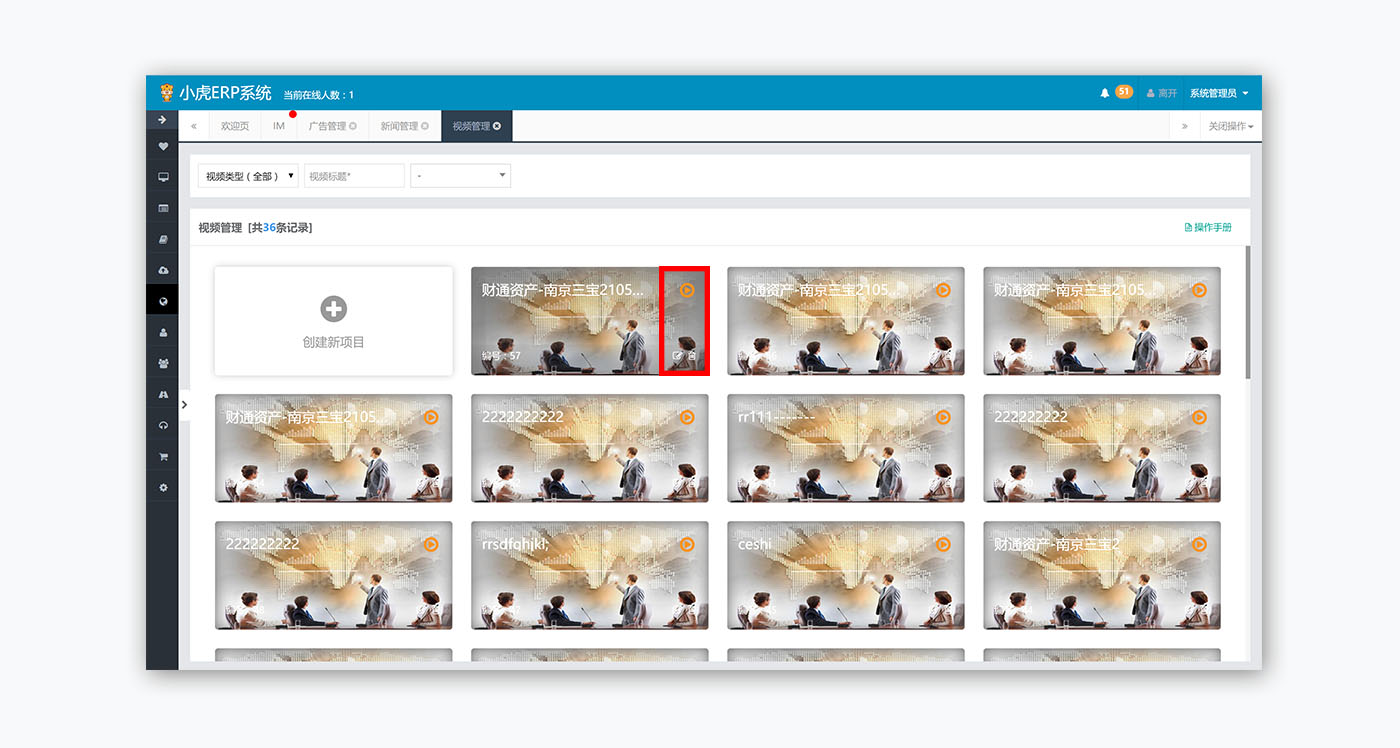 小虎ERP系统 当前在线人数：1
51 离开 系统管理员
« 欢迎页 IM 广告管理 新闻管理 视频管理 » 关闭操作
视频类型（全部） 视频标题* -
视频管理 [共36条记录] 操作手册
创建新项目
财通资产-南京三宝2105...
编号：57
财通资产-南京三宝2105...
财通资产-南京三宝2105...
财通资产-南京三宝2105...
2222222222
rr111-------
222222222
222222222
rrsdfqhjkl;
ceshi
财通资产-南京三宝2